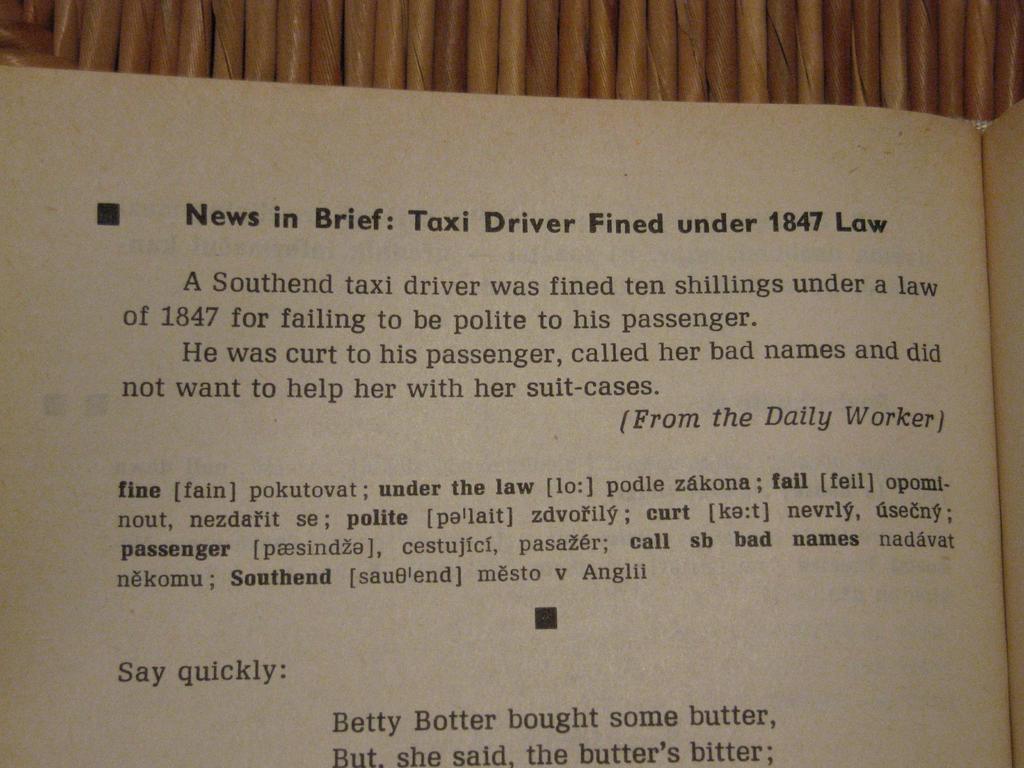 ■ News in Brief: Taxi Driver Fined under 1847 Law
A Southend taxi driver was fined ten shillings under a law
of 1847 for failing to be polite to his passenger.
He was curt to his passenger, called her bad names and did
not want to help her with her suit-cases.
(From the Daily Worker)
fine [fain] pokutovat; under the law [lo:] podle zákona; fail [feil] opomi-
nout, nezdařit se; polite [pəˈlait] zdvořilý; curt [kə:t] nevrlý, úsečný;
passenger [pæsindžə], cestující, pasažér; call sb bad names nadávat
někomu; Southend [sauθˈend] město v Anglii
■
Say quickly:
Betty Botter bought some butter,
But, she said, the butter's bitter;